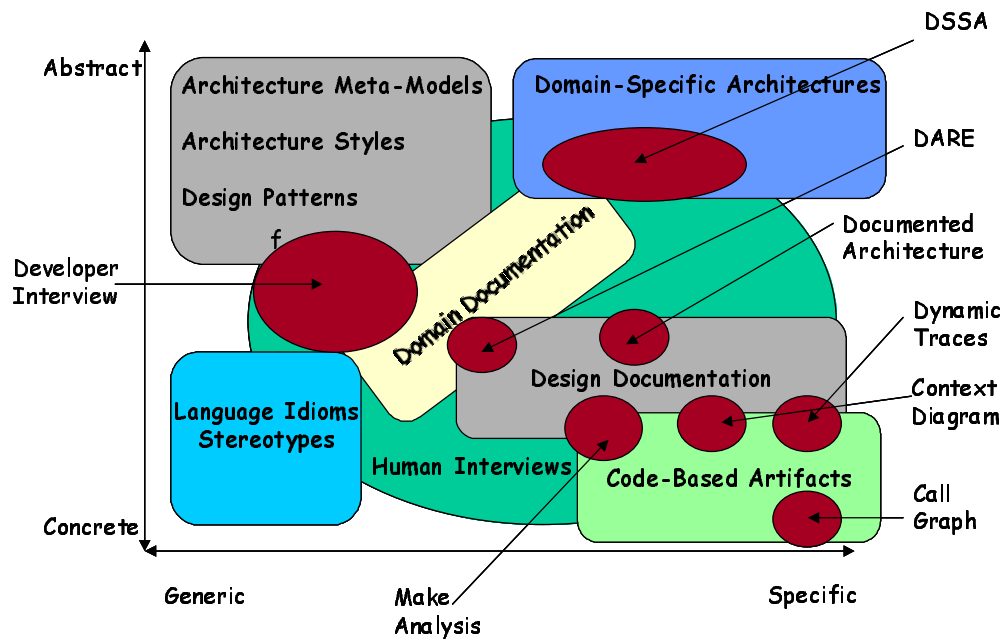 DSSA
Abstract
Architecture Meta-Models
Domain-Specific Architectures
Architecture Styles
DARE
Design Patterns
f
Documented
Architecture
Developer
Interview
Domain Documentation
Dynamic
Traces
Design Documentation
Context
Diagram
Language Idioms
Stereotypes
Human Interviews
Code-Based Artifacts
Call
Graph
Concrete
Generic
Make
Analysis
Specific